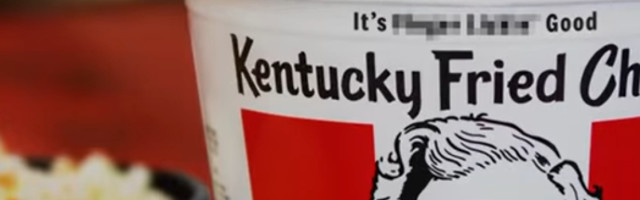 It's Good
Kentucky Fried Ch